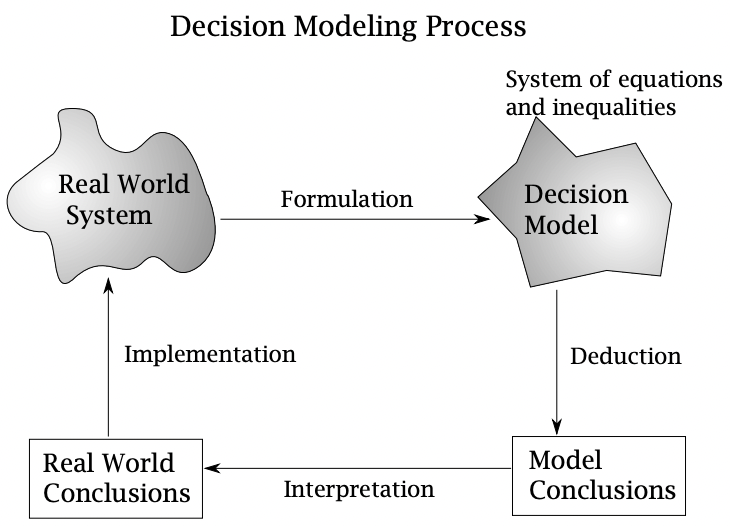 Decision Modeling Process
System of equations
and inequalities
Real World
System
Formulation
Decision
Model
Implementation
Deduction
Real World
Conclusions
Interpretation
Model
Conclusions